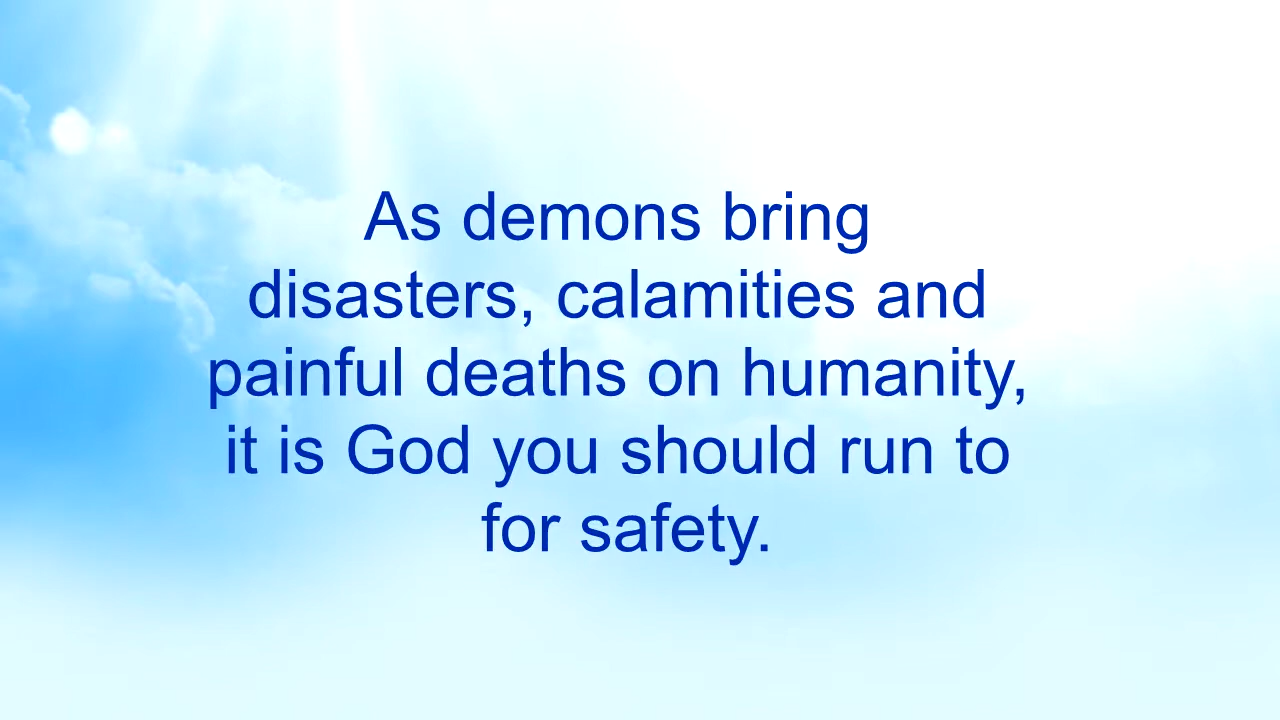 As demons bring
disasters, calamities and
painful deaths on humanity,
it is God you should run to
for safety.